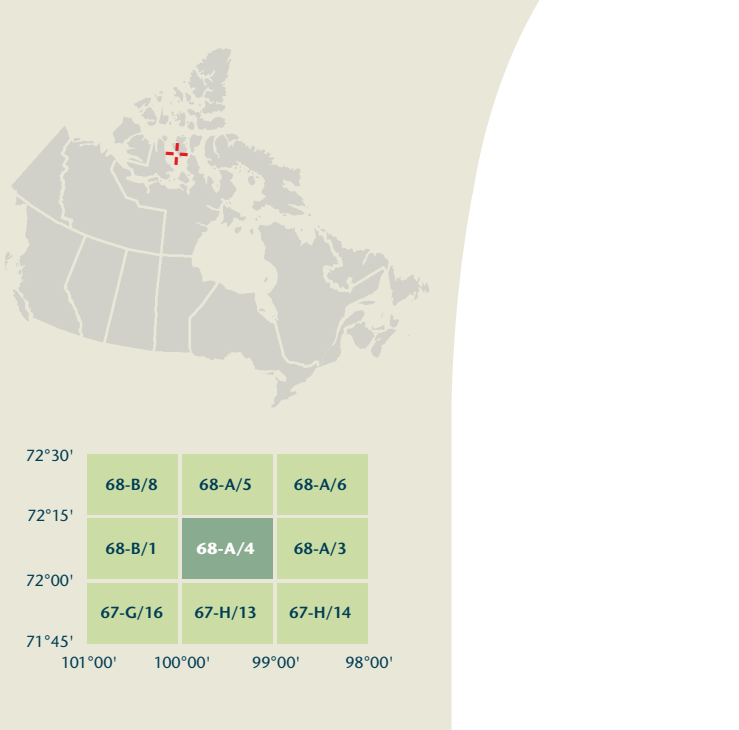 72°30'
68-B/8 68-A/5 68-A/6
72°15'
68-B/1 68-A/4 68-A/3
72°00'
67-G/16 67-H/13 67-H/14
71°45'
101°00' 100°00' 99°00' 98°00'